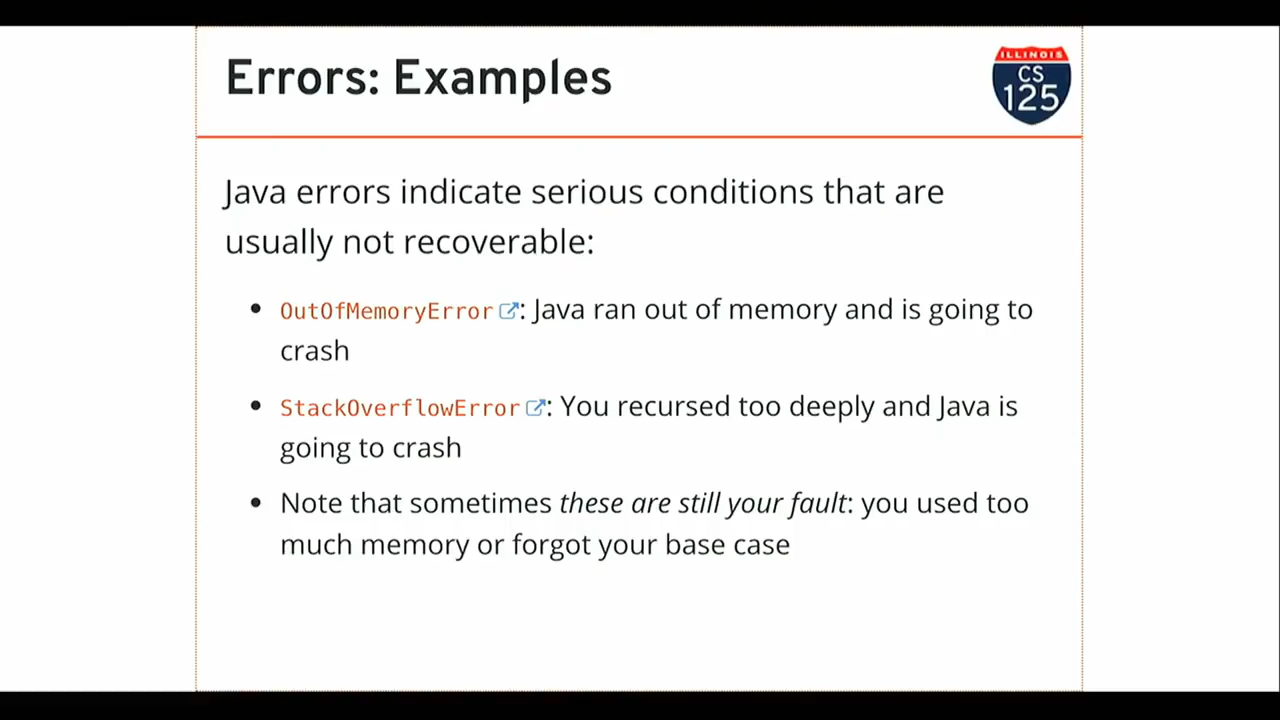 Errors: Examples
ILLINOIS
CS
125
Java errors indicate serious conditions that are
usually not recoverable:
• OutOfMemoryError: Java ran out of memory and is going to
crash
• StackOverflowError: You recursed too deeply and Java is
going to crash
• Note that sometimes these are still your fault: you used too
much memory or forgot your base case